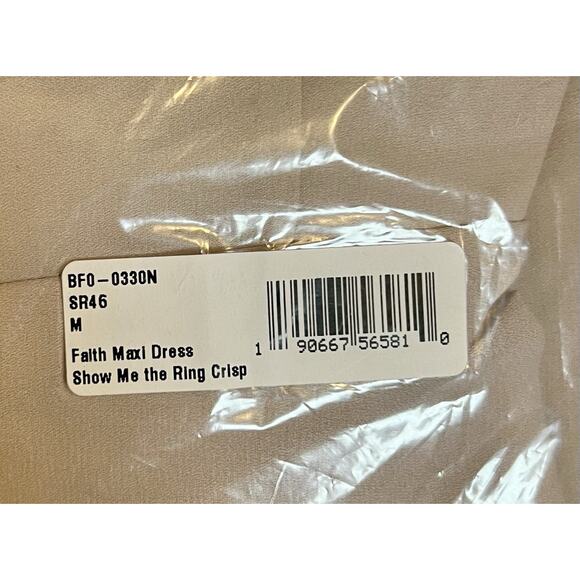 BF0-0330N
SR46
M
Faith Maxi Dress
Show Me the Ring Crisp
1 90667 56581 0